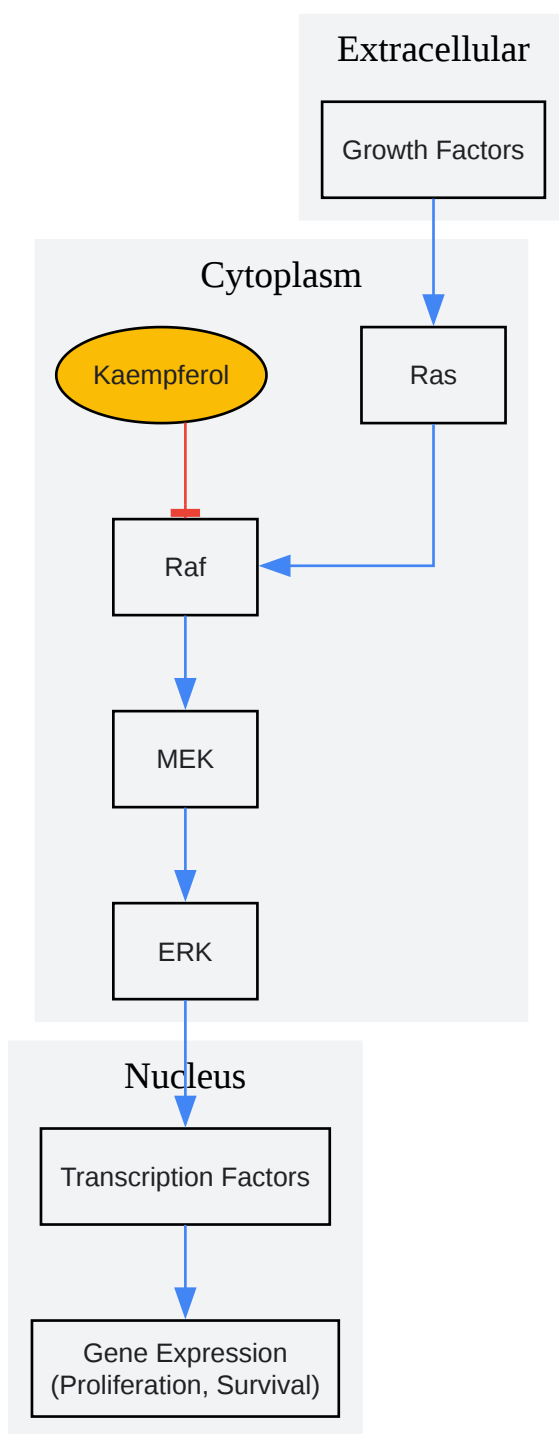 Extracellular
Growth Factors
Cytoplasm
Kaempferol
Ras
Raf
MEK
ERK
Nucleus
Transcription Factors
Gene Expression
(Proliferation, Survival)